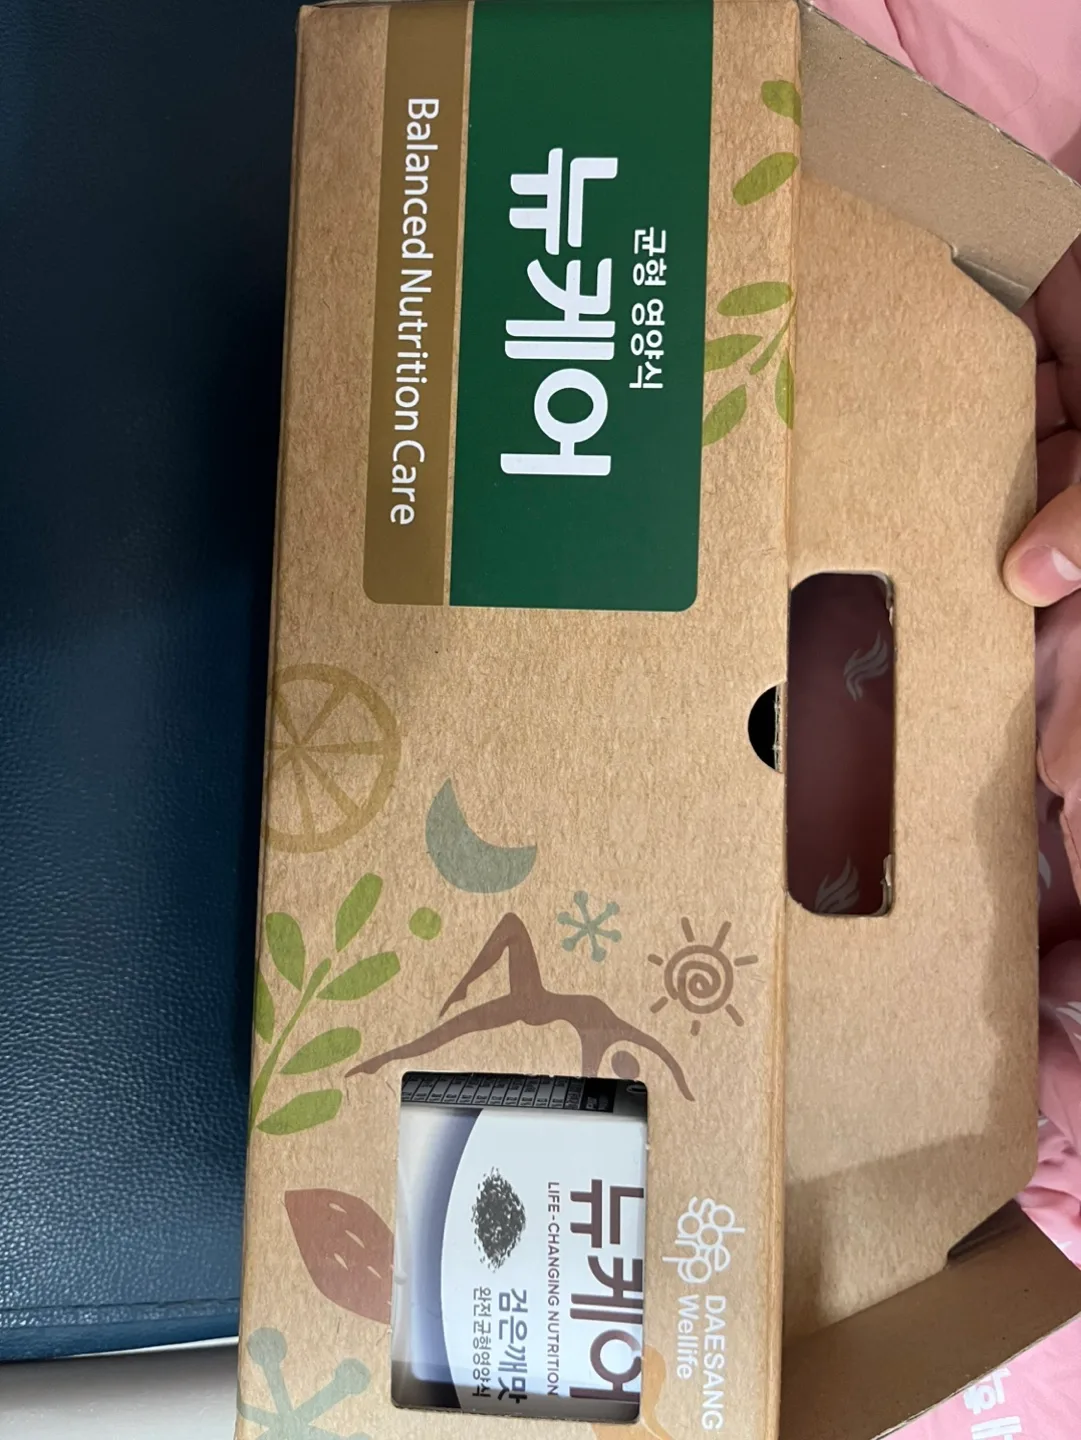 균형 영양식
뉴케어
Balanced Nutrition Care
daesang
DAESANG
Wellife
뉴케어
LIFE-CHANGING NUTRITION
검은깨맛
완전 균형영양식